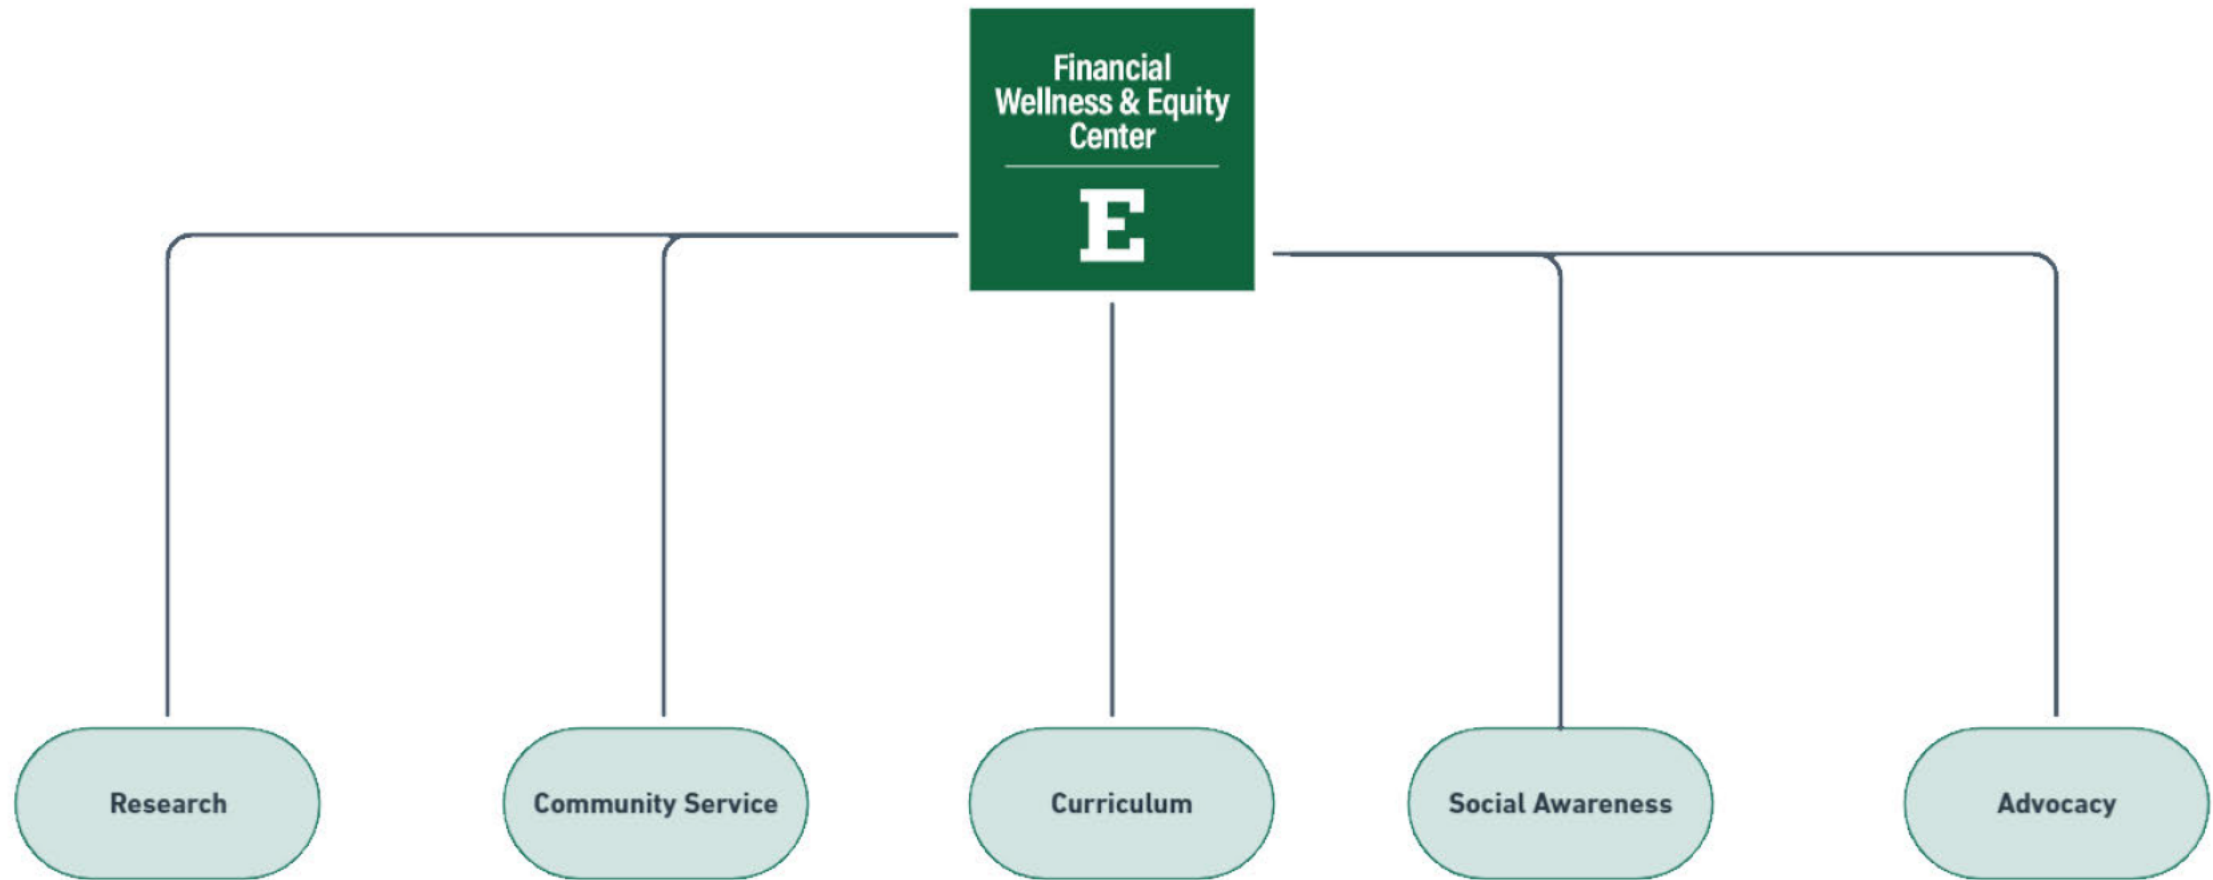 Financial
Wellness & Equity
Center
E
Research
Community Service
Curriculum
Social Awareness
Advocacy